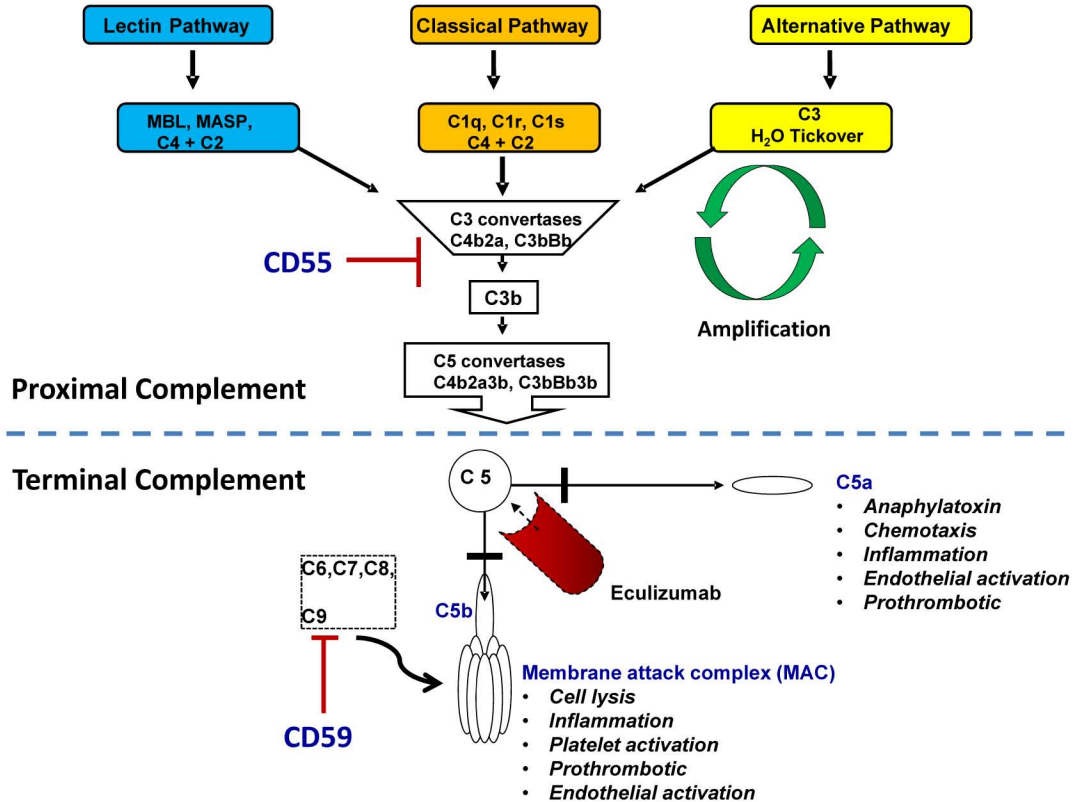 Lectin Pathway
Classical Pathway
Alternative Pathway
MBL, MASP,
C4 + C2
C1q, C1r, C1s
C4 + C2
C3
H₂O Tickover
C3 convertases
C4b2a, C3bBb
CD55
C3b
Amplification
C5 convertases
C4b2a3b, C3bBb3b
Proximal Complement
Terminal Complement
C 5
C5a
• Anaphylatoxin
• Chemotaxis
• Inflammation
• Endothelial activation
• Prothrombotic
Eculizumab
C6,C7,C8,
C9
C5b
CD59
Membrane attack complex (MAC)
• Cell lysis
• Inflammation
• Platelet activation
• Prothrombotic
• Endothelial activation